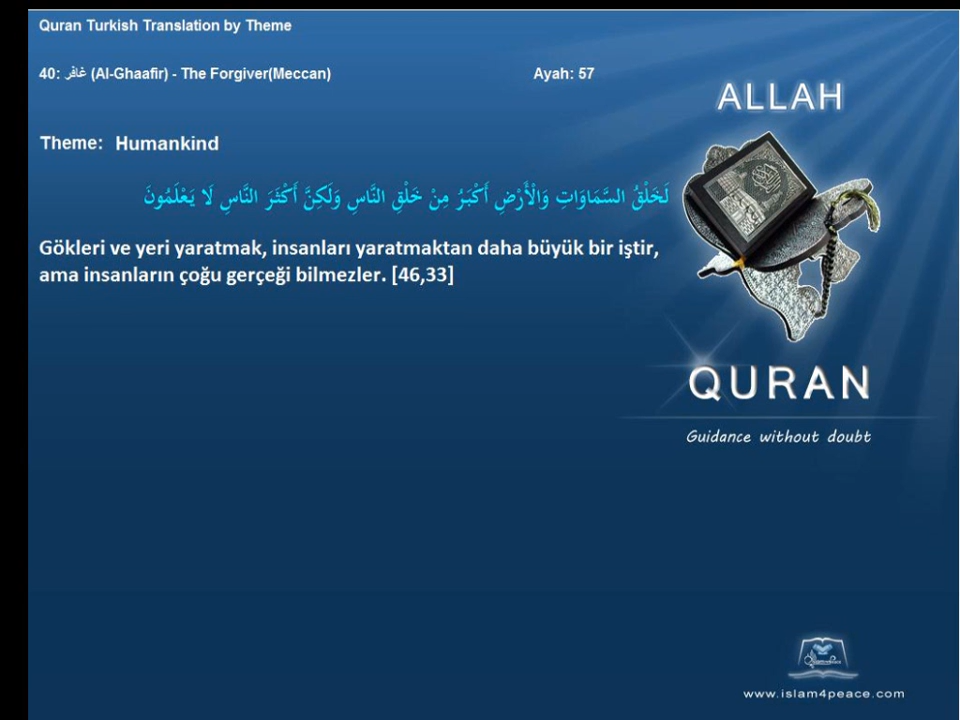 Quran Turkish Translation by Theme
40: غافر (Al-Ghaafir) - The Forgiver(Meccan) Ayah: 57
ALLAH
Theme: Humankind
لَخَلْقُ السَّمَاوَاتِ وَالْأَرْضِ أَكْبَرُ مِنْ خَلْقِ النَّاسِ وَلَكِنَّ أَكْثَرَ النَّاسِ لَا يَعْلَمُونَ
Gökleri ve yeri yaratmak, insanları yaratmaktan daha büyük bir iştir,
ama insanların çoğu gerçeği bilmezler. [46,33]
QURAN
Guidance without doubt
www.islam4peace.com